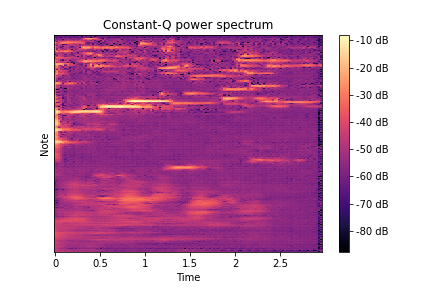 Constant-Q power spectrum
Note
-10 dB
-20 dB
-30 dB
-40 dB
-50 dB
-60 dB
-70 dB
-80 dB
0 0.5 1 1.5 2 2.5
Time